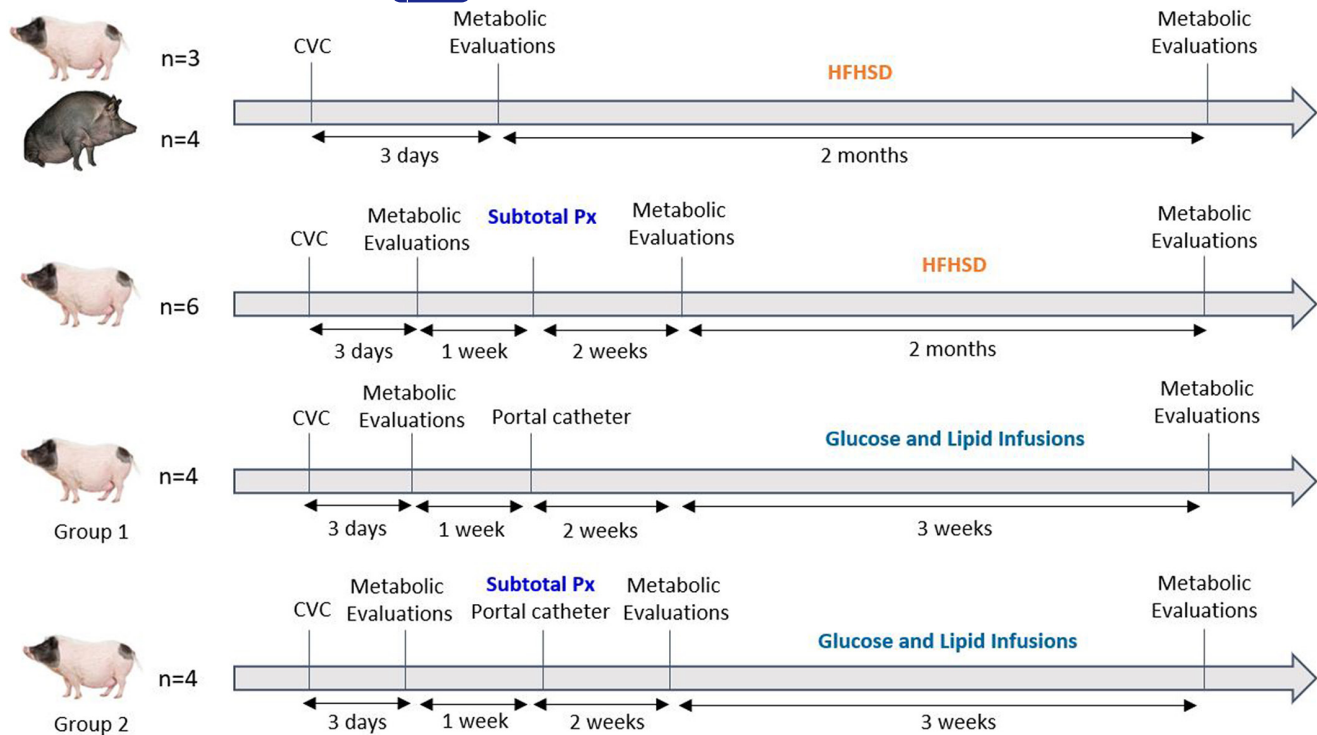 CVC
Metabolic
Evaluations
Metabolic
Evaluations
n=3
HFHSD
n=4
3 days
2 months
CVC
Metabolic
Evaluations
Subtotal Px
Metabolic
Evaluations
Metabolic
Evaluations
HFHSD
n=6
3 days
1 week
2 weeks
2 months
CVC
Metabolic
Evaluations
Portal catheter
Metabolic
Evaluations
Glucose and Lipid Infusions
n=4
Group 1
3 days
1 week
2 weeks
3 weeks
CVC
Metabolic
Evaluations
Subtotal Px
Portal catheter
Metabolic
Evaluations
Metabolic
Evaluations
Glucose and Lipid Infusions
n=4
Group 2
3 days
1 week
2 weeks
3 weeks